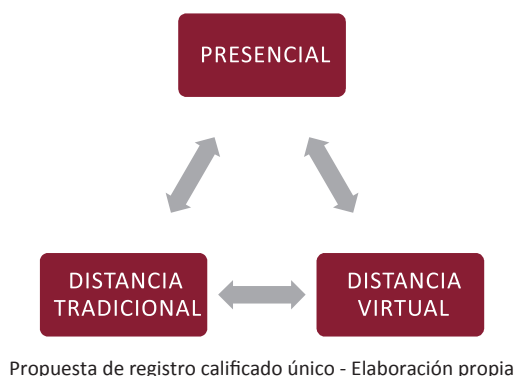 PRESENCIAL
DISTANCIA
TRADICIONAL
DISTANCIA
VIRTUAL
Propuesta de registro calificado único - Elaboración propia